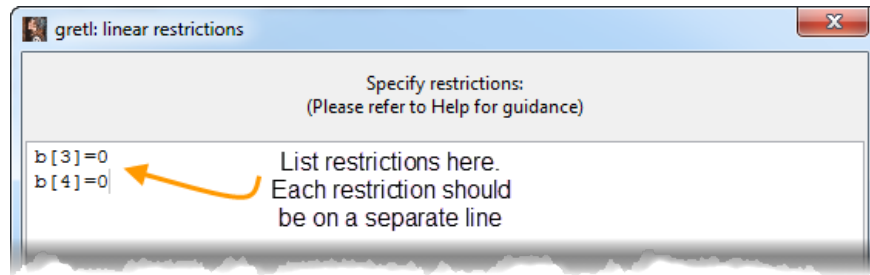 gretl: linear restrictions
Specify restrictions:
(Please refer to Help for guidance)
b[3]=0
b[4]=0
List restrictions here.
Each restriction should
be on a separate line